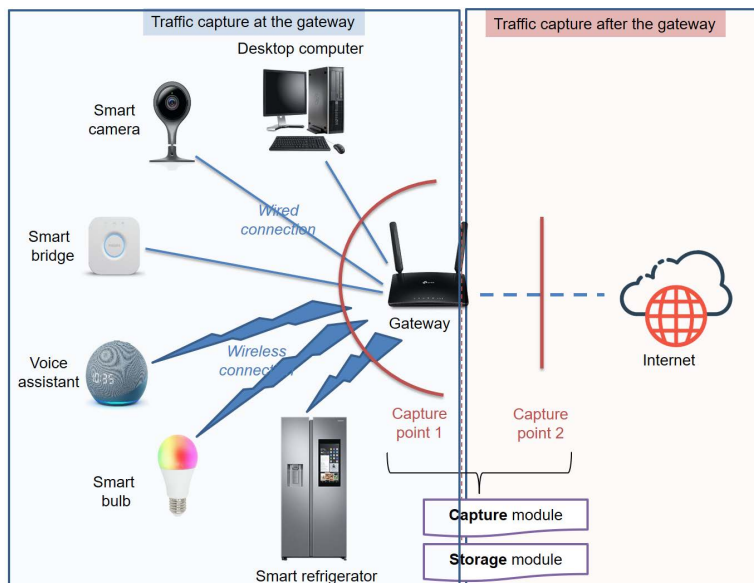 Traffic capture at the gateway
Traffic capture after the gateway
Desktop computer
Smart
camera
Wired
connection
Smart
bridge
Gateway
Internet
Voice
assistant
10:35
Wireless
connection
Capture
point 1
Capture
point 2
Smart
bulb
Capture module
Storage module
Smart refrigerator